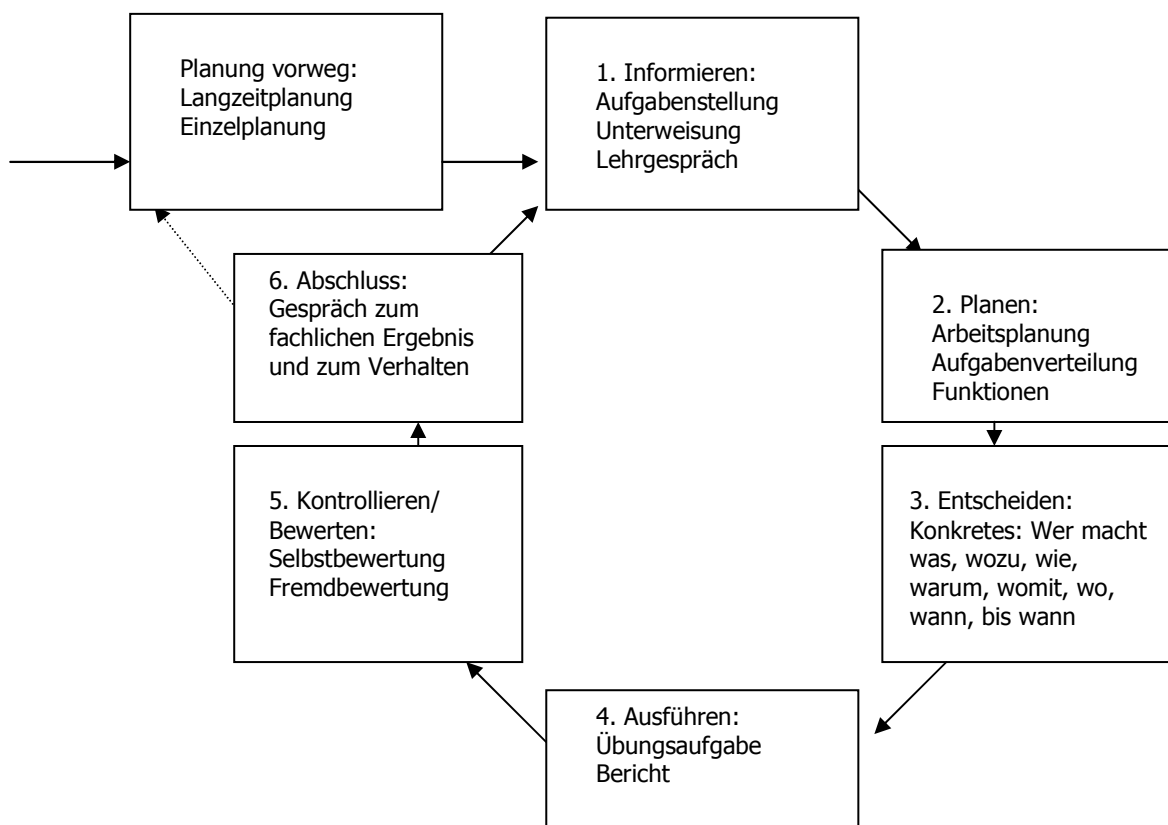 Planung vorweg:
Langzeitplanung
Einzelplanung
1. Informieren:
Aufgabenstellung
Unterweisung
Lehrgespräch
2. Planen:
Arbeitsplanung
Aufgabenverteilung
Funktionen
3. Entscheiden:
Konkretes: Wer macht
was, wozu, wie,
warum, womit, wo,
wann, bis wann
4. Ausführen:
Übungsaufgabe
Bericht
5. Kontrollieren/
Bewerten:
Selbstbewertung
Fremdbewertung
6. Abschluss:
Gespräch zum
fachlichen Ergebnis
und zum Verhalten